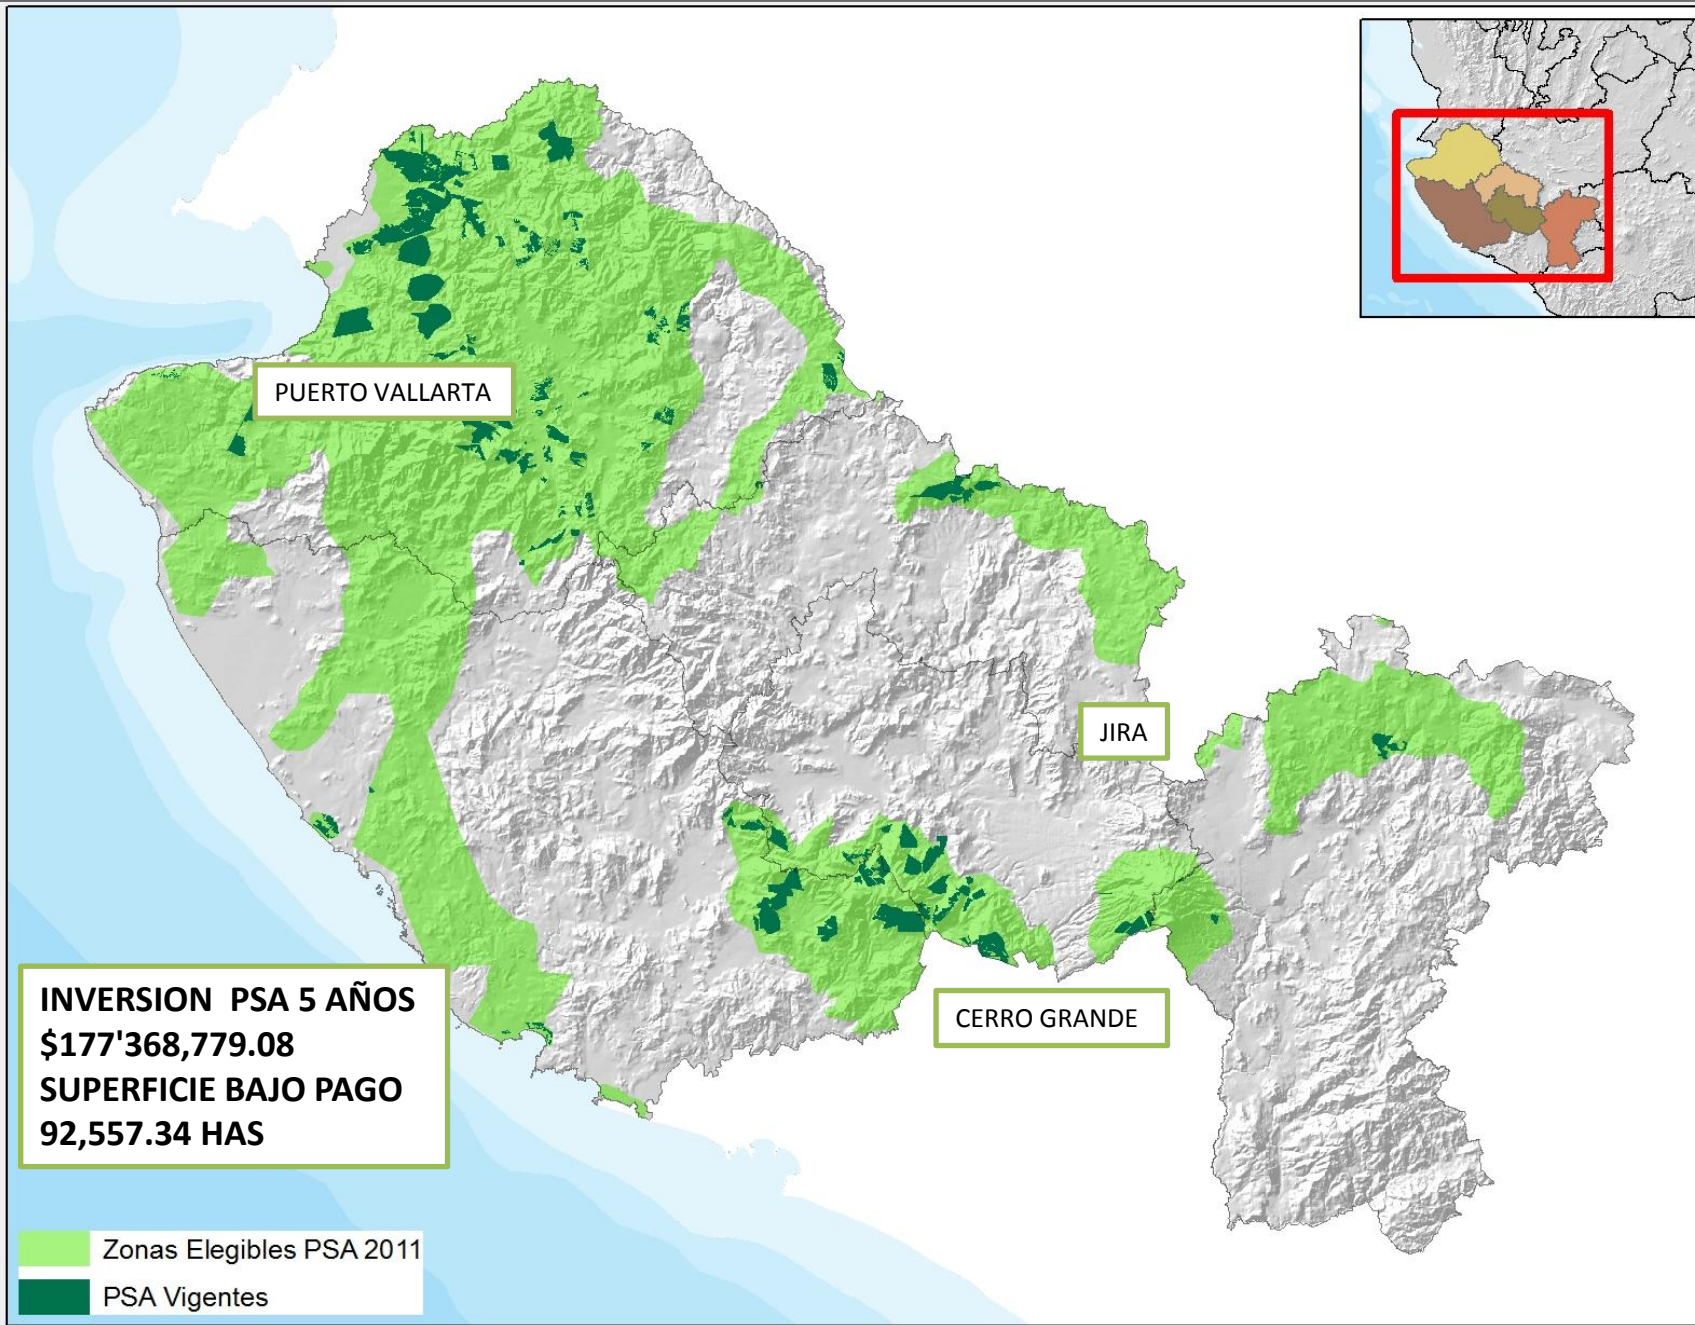 PUERTO VALLARTA
JIRA
CERRO GRANDE
INVERSION PSA 5 AÑOS
$177'368,779.08
SUPERFICIE BAJO PAGO
92,557.34 HAS
Zonas Elegibles PSA 2011
PSA Vigentes